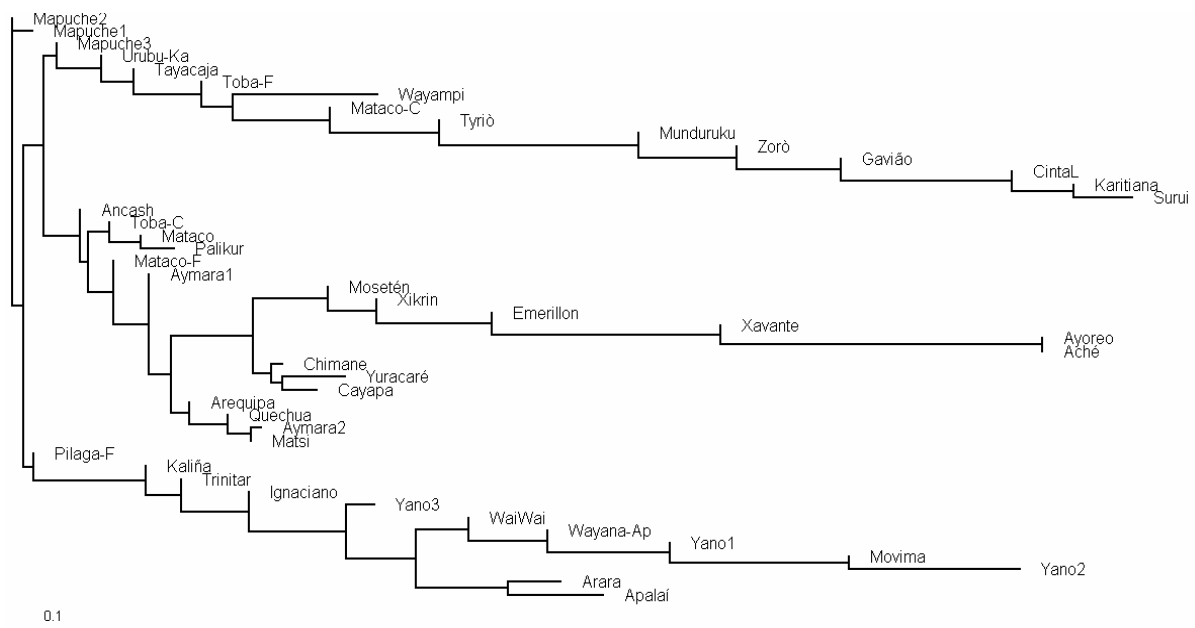 Mapuche2
Mapuche1
Mapuche3
Urubu-Ka
Tayacaja
Toba-F
Wayampi
Mataco-C
Tyriò
Munduruku
Zorò
Gavião
CintaL
Karitiana
Surui
Ancash
Toba-C
Mataco
Palikur
Mataco-F
Aymara1
Mosetén
Xikrin
Emerillon
Xavante
Ayoreo
Aché
Chimane
Yuracaré
Cayapa
Arequipa
Quechua
Aymara2
Matsi
Pilaga-F
Kaliña
Trinitar
Ignaciano
Yano3
WaiWai
Wayana-Ap
Yano1
Movima
Yano2
Arara
Apalaí
0.1